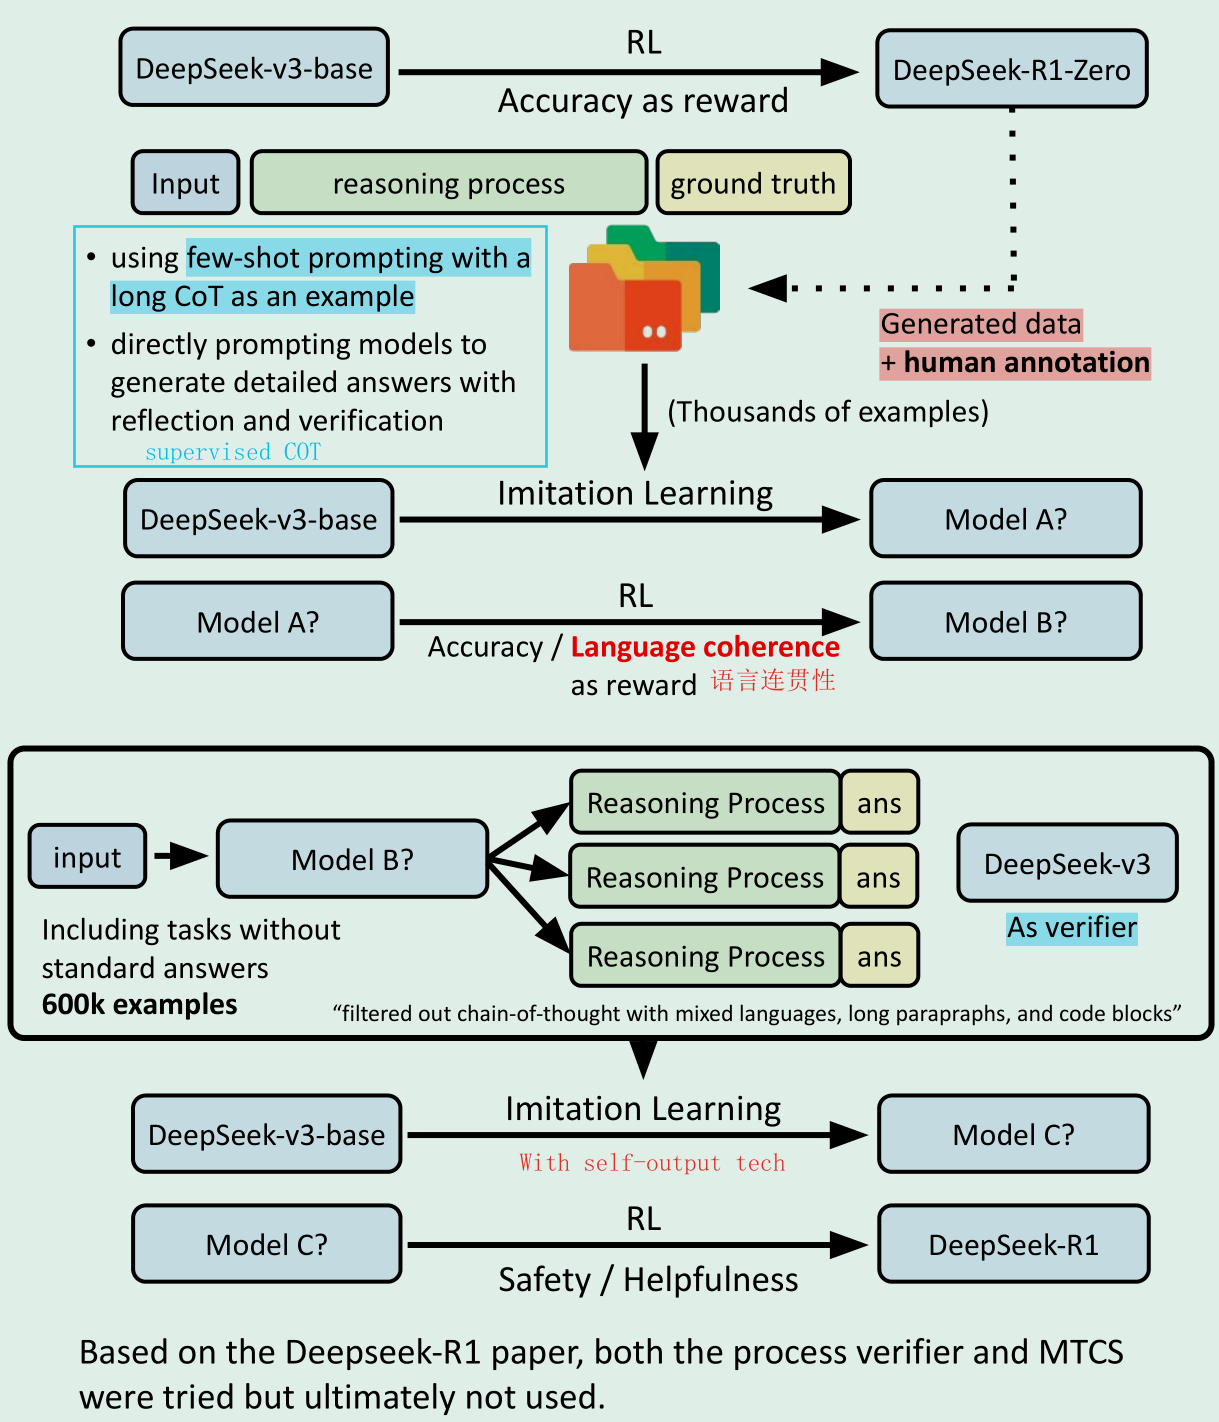 RL
DeepSeek-v3-base
DeepSeek-R1-Zero
Accuracy as reward
Input
reasoning process
ground truth
• using few-shot prompting with a
long CoT as an example
• directly prompting models to
generate detailed answers with
reflection and verification
supervised COT
Generated data
+ human annotation
(Thousands of examples)
Imitation Learning
DeepSeek-v3-base
Model A?
RL
Model A?
Model B?
Accuracy / Language coherence
as reward 语言连贯性
input
Model B?
Reasoning Process ans
Reasoning Process ans
Reasoning Process ans
DeepSeek-v3
As verifier
Including tasks without
standard answers
600k examples
“filtered out chain-of-thought with mixed languages, long parapraphs, and code blocks”
Imitation Learning
DeepSeek-v3-base
Model C?
With self-output tech
RL
Model C?
DeepSeek-R1
Safety / Helpfulness
Based on the Deepseek-R1 paper, both the process verifier and MTCS
were tried but ultimately not used.